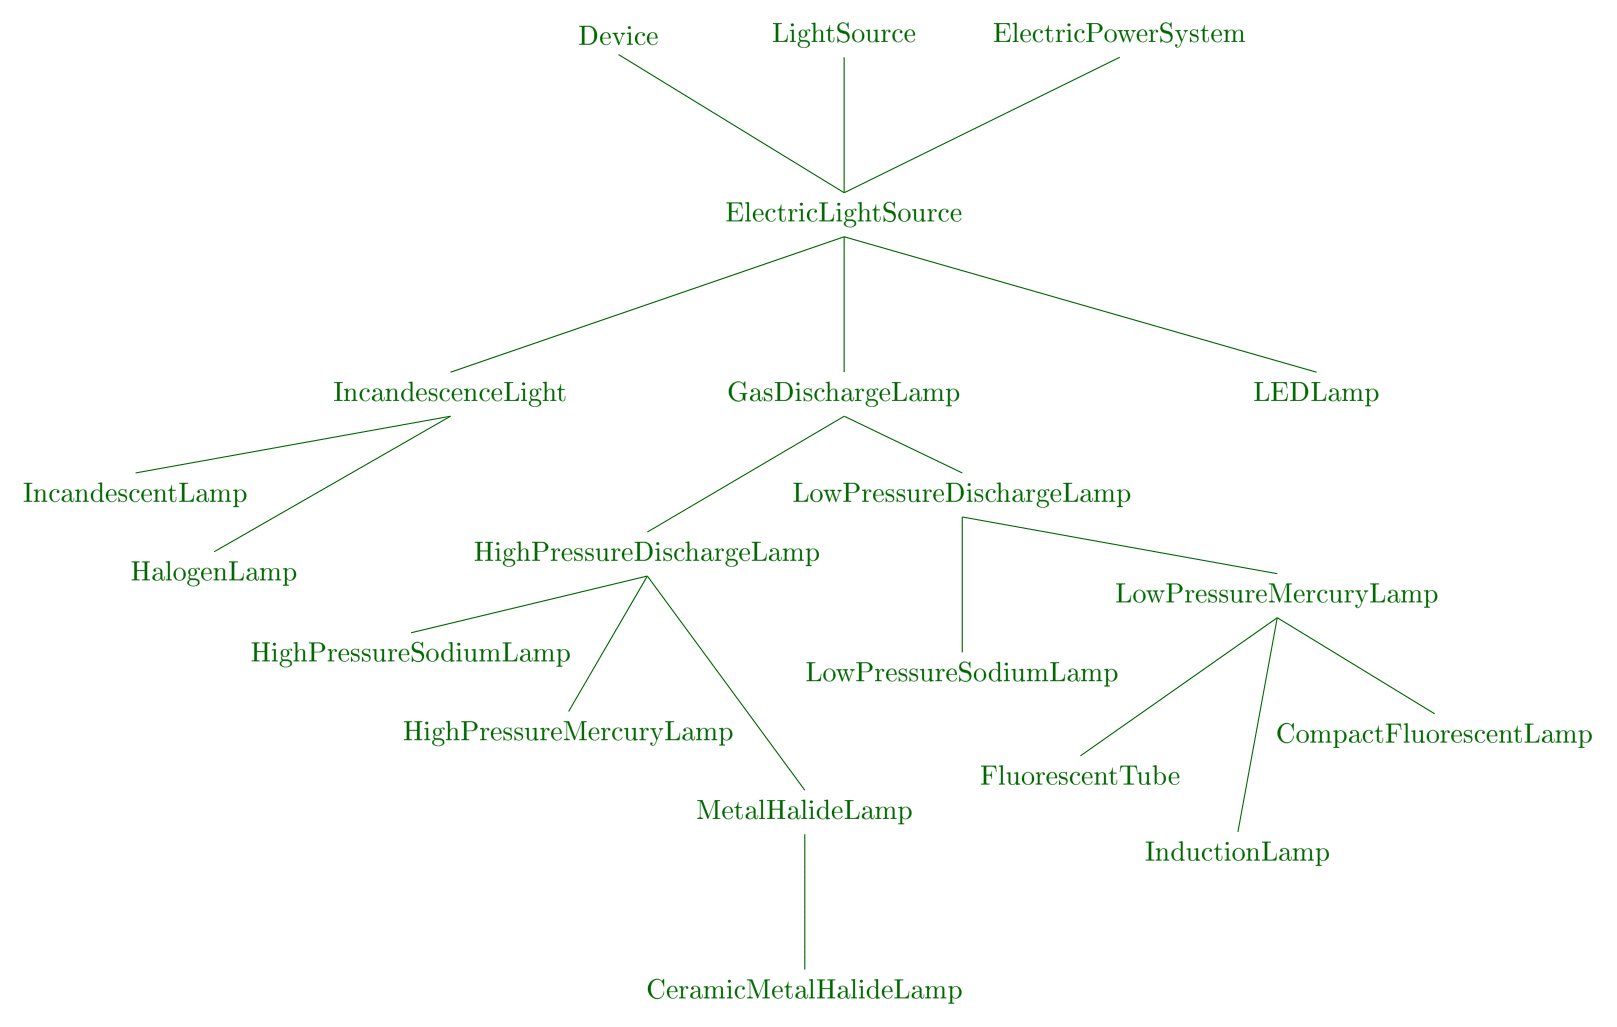 Device
LightSource
ElectricPowerSystem
ElectricLightSource
IncandescenceLight
GasDischargeLamp
LEDLamp
IncandescentLamp
LowPressureDischargeLamp
HighPressureDischargeLamp
HalogenLamp
LowPressureMercuryLamp
HighPressureSodiumLamp
LowPressureSodiumLamp
HighPressureMercuryLamp
CompactFluorescentLamp
FluorescentTube
MetalHalideLamp
InductionLamp
CeramicMetalHalideLamp